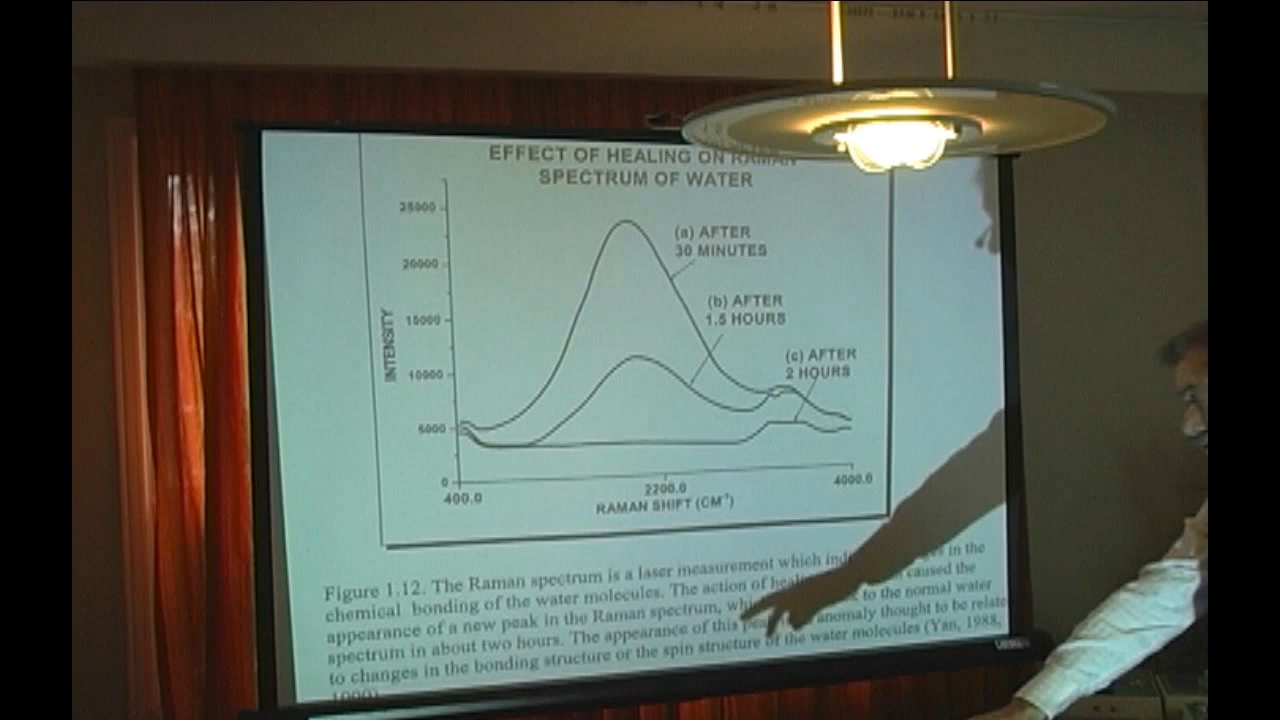 EFFECT OF HEALING ON RAMAN
SPECTRUM OF WATER
25000
20000
15000
10000
5000
0
INTENSITY
(a) AFTER
30 MINUTES
(b) AFTER
1.5 HOURS
(c) AFTER
2 HOURS
400.0
2200.0
4000.0
RAMAN SHIFT (CM⁻¹)
Figure 1.12. The Raman spectrum is a laser measurement which in the
chemical bonding of the water molecules. The action of caused the
appearance of a new peak in the Raman spectrum, to the normal water
spectrum in about two hours. The appearance of this anomaly thought to be relate
to changes in the bonding structure or the spin structure of the water molecules (Yan, 1988,